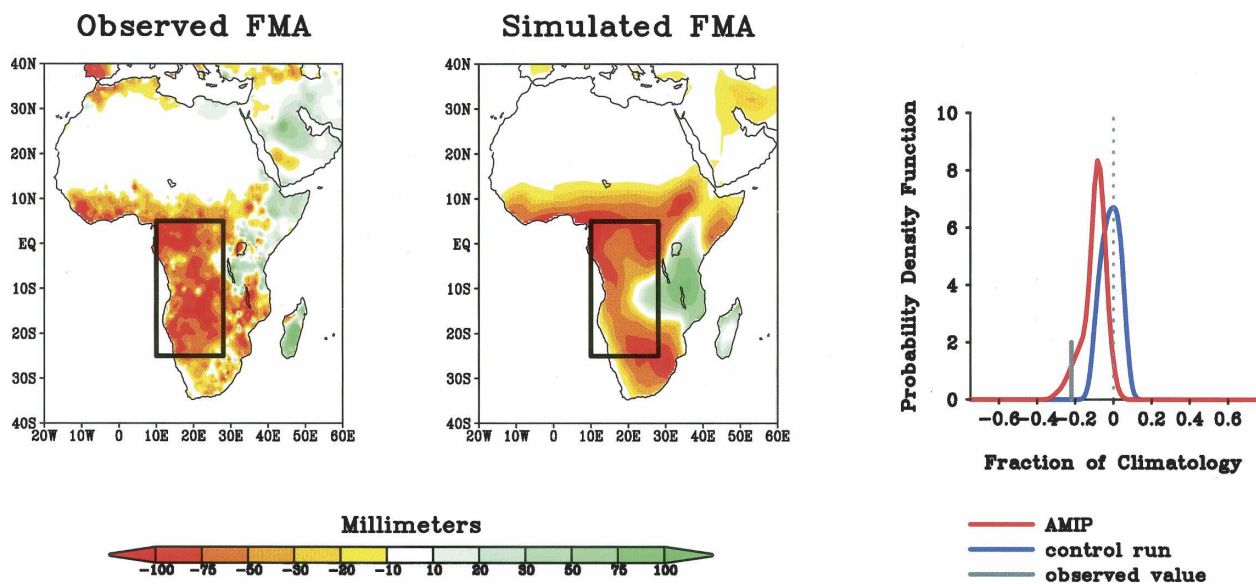 Observed FMA
40N
30N
20N
10N
EQ
10S
20S
30S
40S
20W 10W 0 10E 20E 30E 40E 50E 60E
Simulated FMA
40N
30N
20N
10N
EQ
10S
20S
30S
40S
20W 10W 0 10E 20E 30E 40E 50E 60E
Probability Density Function
10
8
6
4
2
0
-0.6 -0.4 -0.2 0 0.2 0.4 0.6
Fraction of Climatology
AMIP
control run
observed value
Millimeters
-100 -75 -50 -30 -20 -10 10 20 30 50 75 100